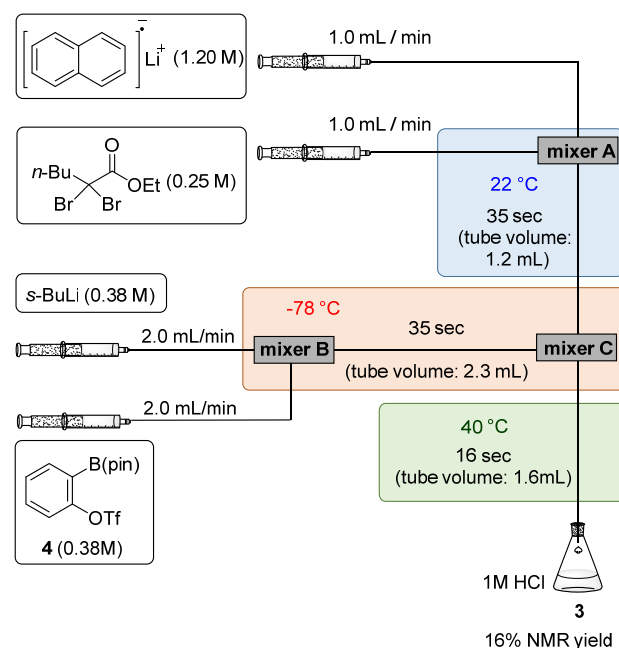 Li+ (1.20 M)
1.0 mL / min
n-Bu
O
OEt (0.25 M)
Br Br
1.0 mL / min
mixer A
22 °C
35 sec
(tube volume:
1.2 mL)
s-BuLi (0.38 M)
-78 °C
2.0 mL/min
mixer B
35 sec
(tube volume: 2.3 mL)
mixer C
2.0 mL/min
B(pin)
OTf
4 (0.38M)
40 °C
16 sec
(tube volume: 1.6mL)
1M HCl
3
16% NMR yield